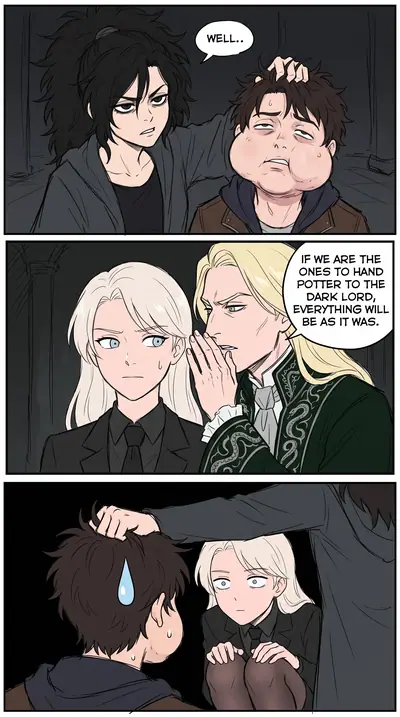 WELL..
IF WE ARE THE
ONES TO HAND
POTTER TO THE
DARK LORD,
EVERYTHING WILL
BE AS IT WAS.